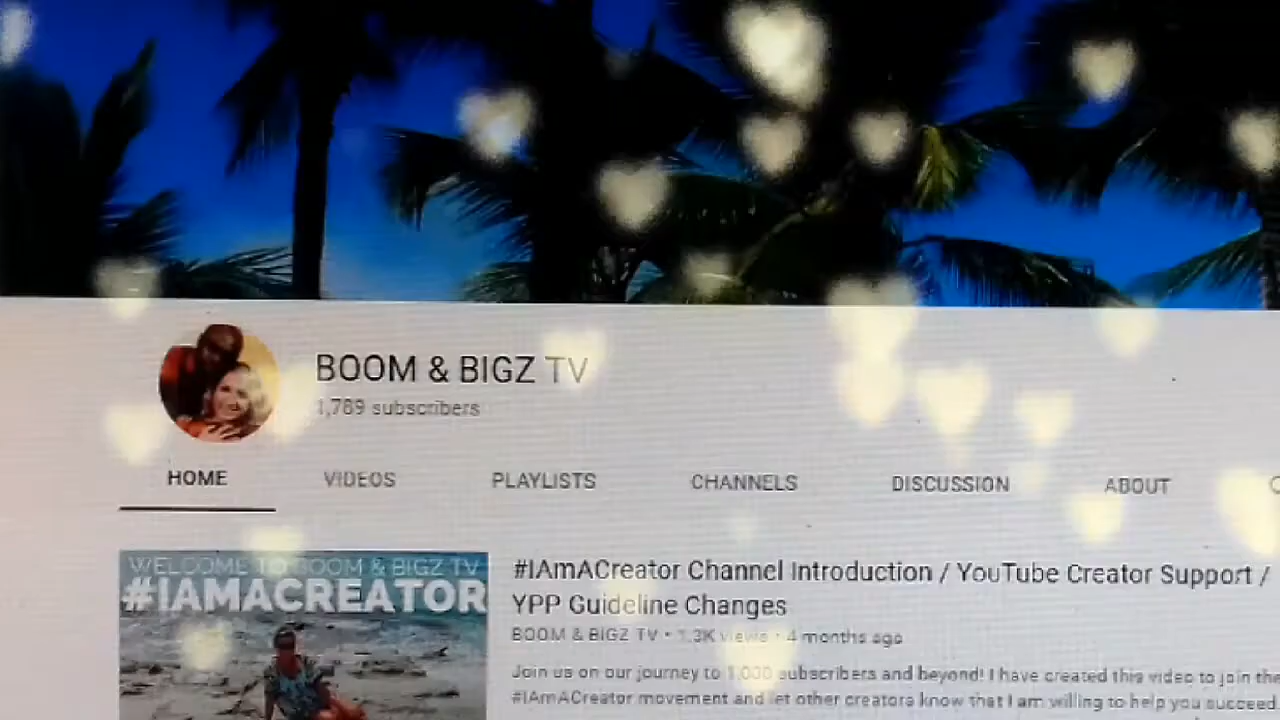 BOOM & BIGZ TV
1,789 subscribers
HOME VIDEOS PLAYLISTS CHANNELS DISCUSSION ABOUT
WELCOME TO BOOM & BIGZ TV
#IAMACREATOR
#IAmACreator Channel Introduction / YouTube Creator Support /
YPP Guideline Changes
BOOM & BIGZ TV • 1.3K views • 4 months ago
Join us on our journey to 1,000 subscribers and beyond! I have created this video to join the
#IAmACreator movement and let other creators know that I am willing to help you succeed